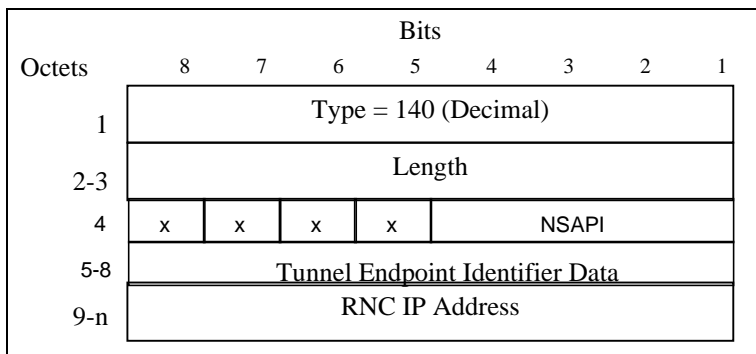 Bits
Octets 8 7 6 5 4 3 2 1
1 Type = 140 (Decimal)
2-3 Length
4 x x x x NSAPI
5-8 Tunnel Endpoint Identifier Data
9-n RNC IP Address